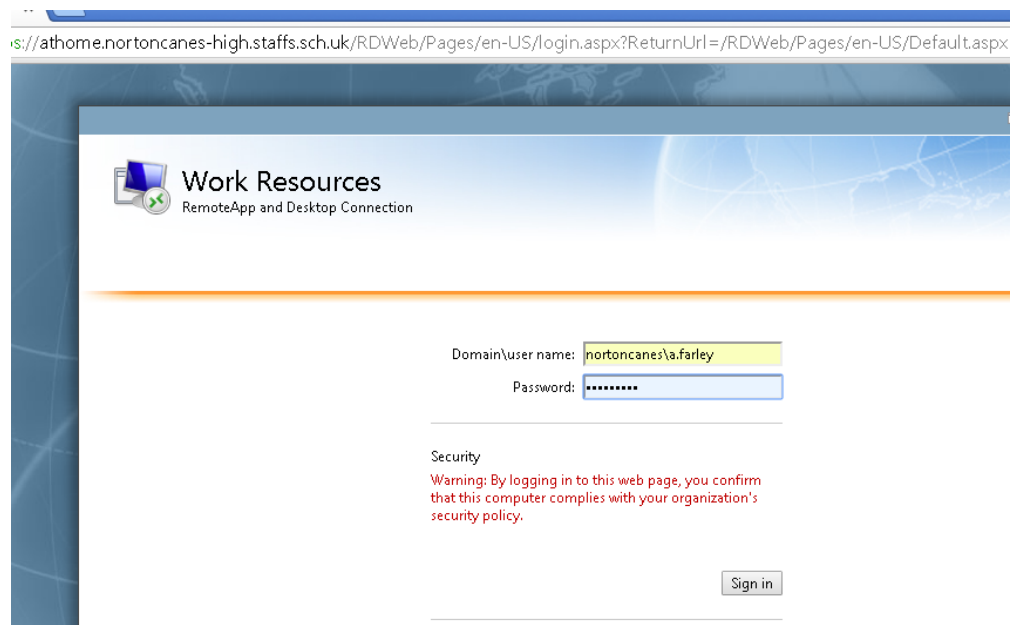 s://athome.nortoncanes-high.staffs.sch.uk/RDWeb/Pages/en-US/login.aspx?ReturnUrl=/RDWeb/Pages/en-US/Default.aspx
Work Resources
RemoteApp and Desktop Connection
Domain\user name: nortoncanes\a.farley
Password: •••••••••
Security
Warning: By logging in to this web page, you confirm
that this computer complies with your organization's
security policy.
Sign in